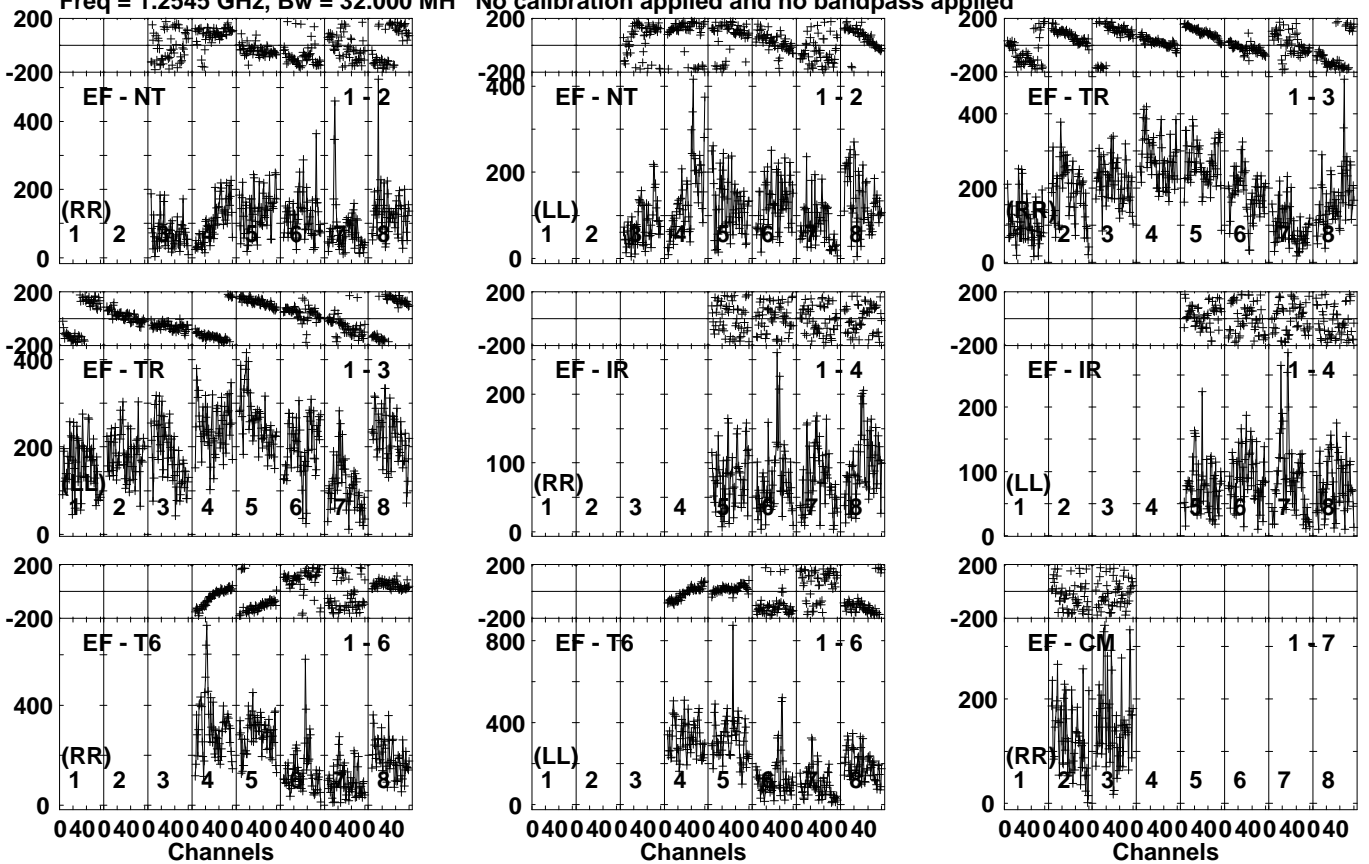 Freq = 1.2545 GHz, Bw = 32.000 MH No calibration applied and no bandpass applied
200
-200
EF - NT 1 - 2
400
200
(RR)
1 2 3 4 5 6 7 8
0
200
-200
EF - NT 1 - 2
400
200
(LL)
1 2 3 4 5 6 7 8
0
200
-200
EF - TR 1 - 3
400
200
(RR)
1 2 3 4 5 6 7 8
0
200
-200
400
EF - TR 1 - 3
200
(LL)
1 2 3 4 5 6 7 8
0
200
-200
EF - IR 1 - 4
200
100
(RR)
1 2 3 4 5 6 7 8
0
200
-200
EF - IR 1 - 4
200
100
(LL)
1 2 3 4 5 6 7 8
0
200
-200
EF - T6 1 - 6
400
(RR)
1 2 3 4 5 6 7 8
0
200
-200
800
EF - T6 1 - 6
600
400
200
(LL)
1 2 3 4 5 6 7 8
0
200
-200
EF - CM 1 - 7
200
(RR)
1 2 3 4 5 6 7 8
0
0 40 0 40 0 40 0 40 0 40 0 40 0 40 0 40
Channels
0 40 0 40 0 40 0 40 0 40 0 40 0 40 0 40
Channels
0 40 0 40 0 40 0 40 0 40 0 40 0 40 0 40
Channels